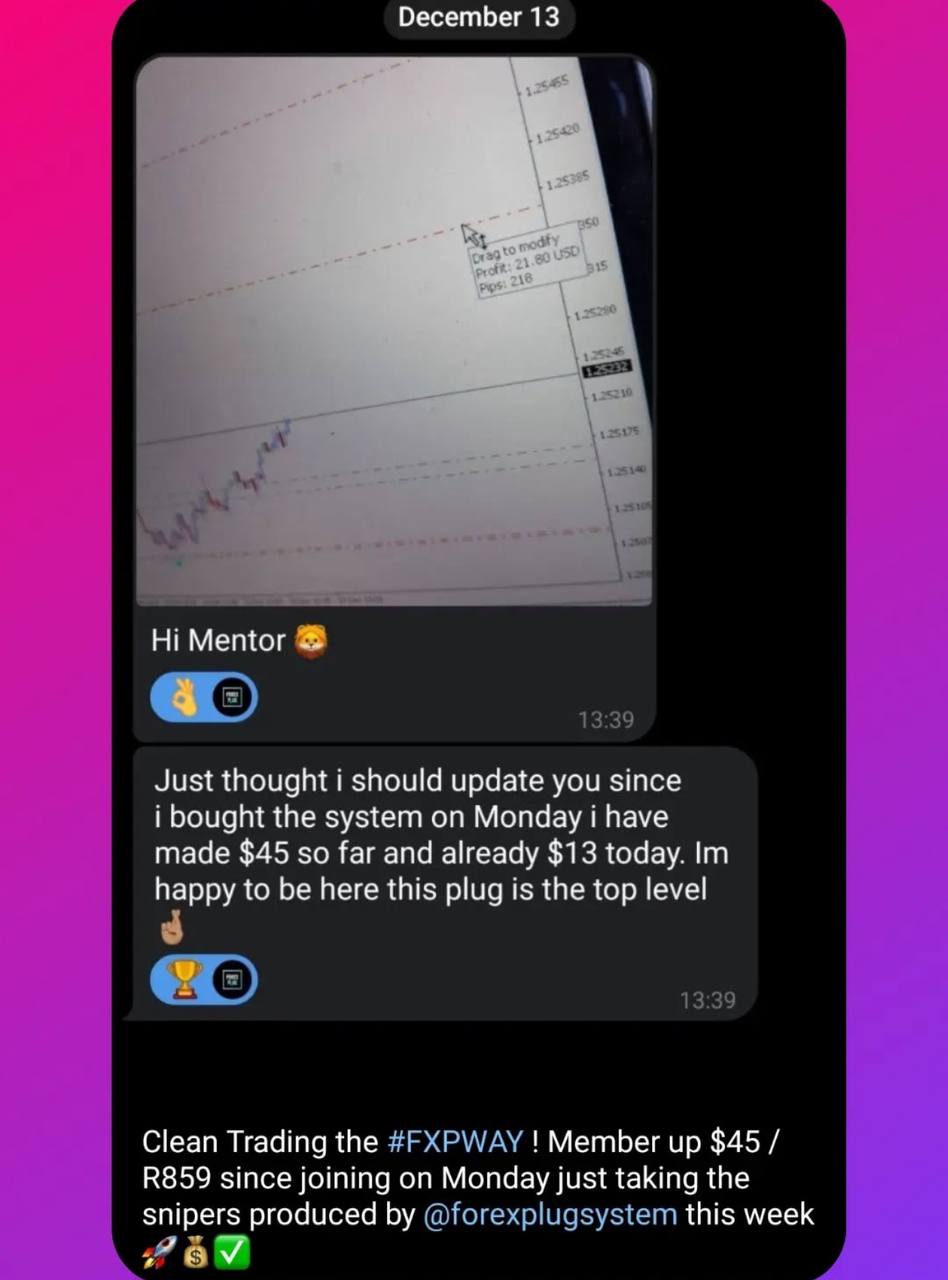 December 13
1.25455
1.25420
1.25385
350
Drag to modify
Profit: 21.80 USD
Pips: 218
315
1.25280
1.25245
1.25232
1.25210
1.25175
1.25140
1.25105
Hi Mentor 🦁
👌
13:39
Just thought i should update you since
i bought the system on Monday i have
made $45 so far and already $13 today. Im
happy to be here this plug is the top level
🤞🏽
🏆
13:39
Clean Trading the #FXPWAY ! Member up $45 /
R859 since joining on Monday just taking the
snipers produced by @forexplugsystem this week
🚀💰✅